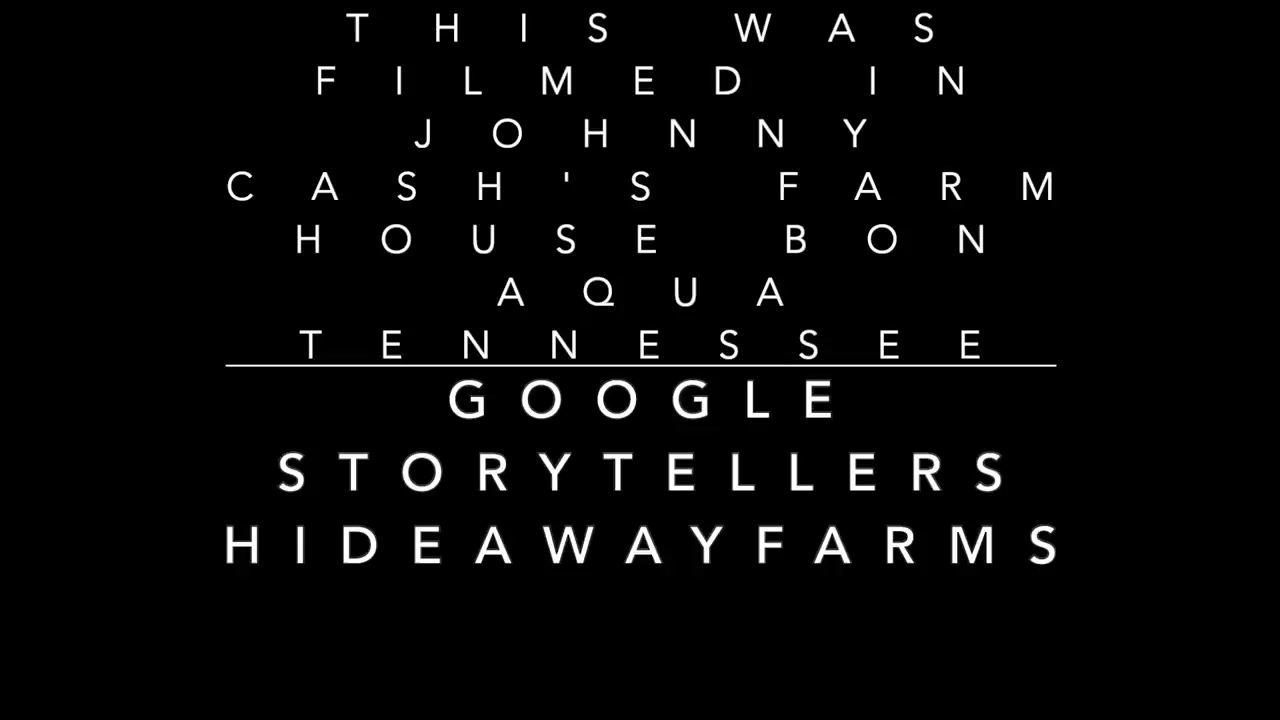 THIS WAS
FILMED IN
JOHNNY
CASH'S FARM
HOUSE BON
AQUA
TENNESSEE
GOOGLE
STORYTELLERS
HIDEAWAYFARMS